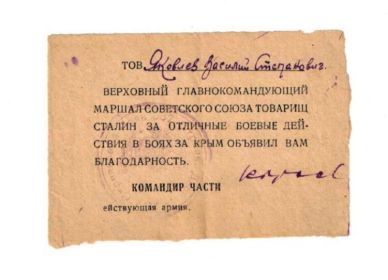 ТОВ. Яковлев Василий Степанович.
ВЕРХОВНЫЙ ГЛАВНОКОМАНДУЮЩИЙ
МАРШАЛ СОВЕТСКОГО СОЮЗА ТОВАРИЩ
СТАЛИН ЗА ОТЛИЧНЫЕ БОЕВЫЕ ДЕЙ-
СТВИЯ В БОЯХ ЗА КРЫМ ОБЪЯВИЛ ВАМ
БЛАГОДАРНОСТЬ.
КОМАНДИР ЧАСТИ
ействующая армия.